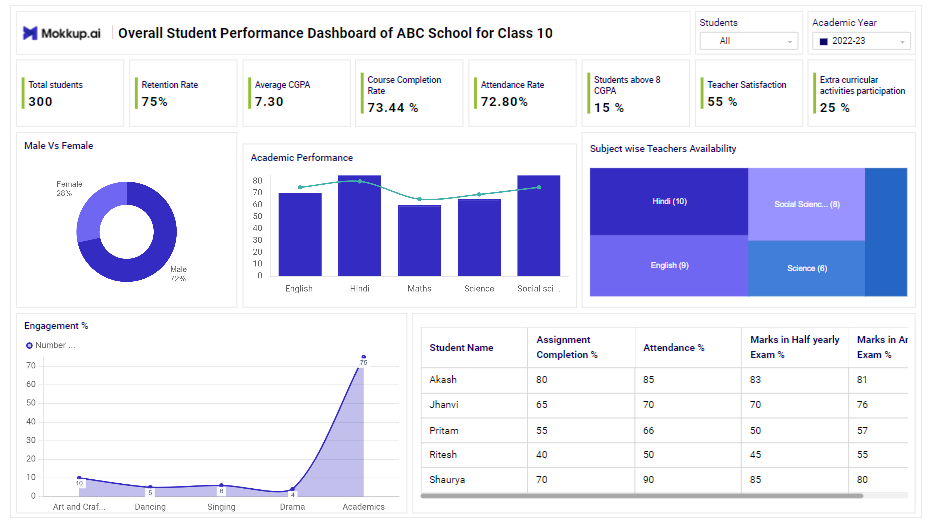 Mokkup.ai
Overall Student Performance Dashboard of ABC School for Class 10
Students
All
Academic Year
2022-23
Total students
300
Retention Rate
75%
Average CGPA
7.30
Course Completion
Rate
73.44 %
Attendance Rate
72.80%
Students above 8
CGPA
15 %
Teacher Satisfaction
55 %
Extra curricular
activities participation
25 %
Male Vs Female
Female
28%
Male
72%
Academic Performance
80
70
60
50
40
30
20
10
0
English
Hindi
Maths
Science
Social sci...
Subject wise Teachers Availability
Hindi (10)
Social Scienc... (8)
English (9)
Science (6)
Engagement %
Number ...
70
60
50
40
30
20
10
0
10
5
6
4
75
Art and Craf...
Dancing
Singing
Drama
Academics
Student Name
Assignment
Completion %
Attendance %
Marks in Half yearly
Exam %
Marks in An
Exam %
Akash 80 85 83 81
Jhanvi 65 70 70 76
Pritam 55 66 50 57
Ritesh 40 50 45 55
Shaurya 70 90 85 80